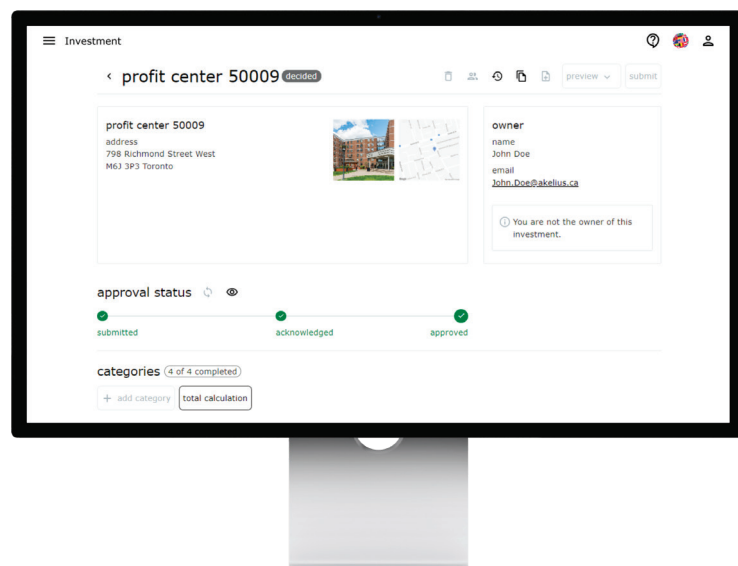 Investment
profit center 50009 decided
preview
submit
profit center 50009
address
798 Richmond Street West
M6J 3P3 Toronto
owner
name
John Doe
email
John.Doe@akelius.ca
You are not the owner of this
investment.
approval status
submitted
acknowledged
approved
categories 4 of 4 completed
+ add category
total calculation